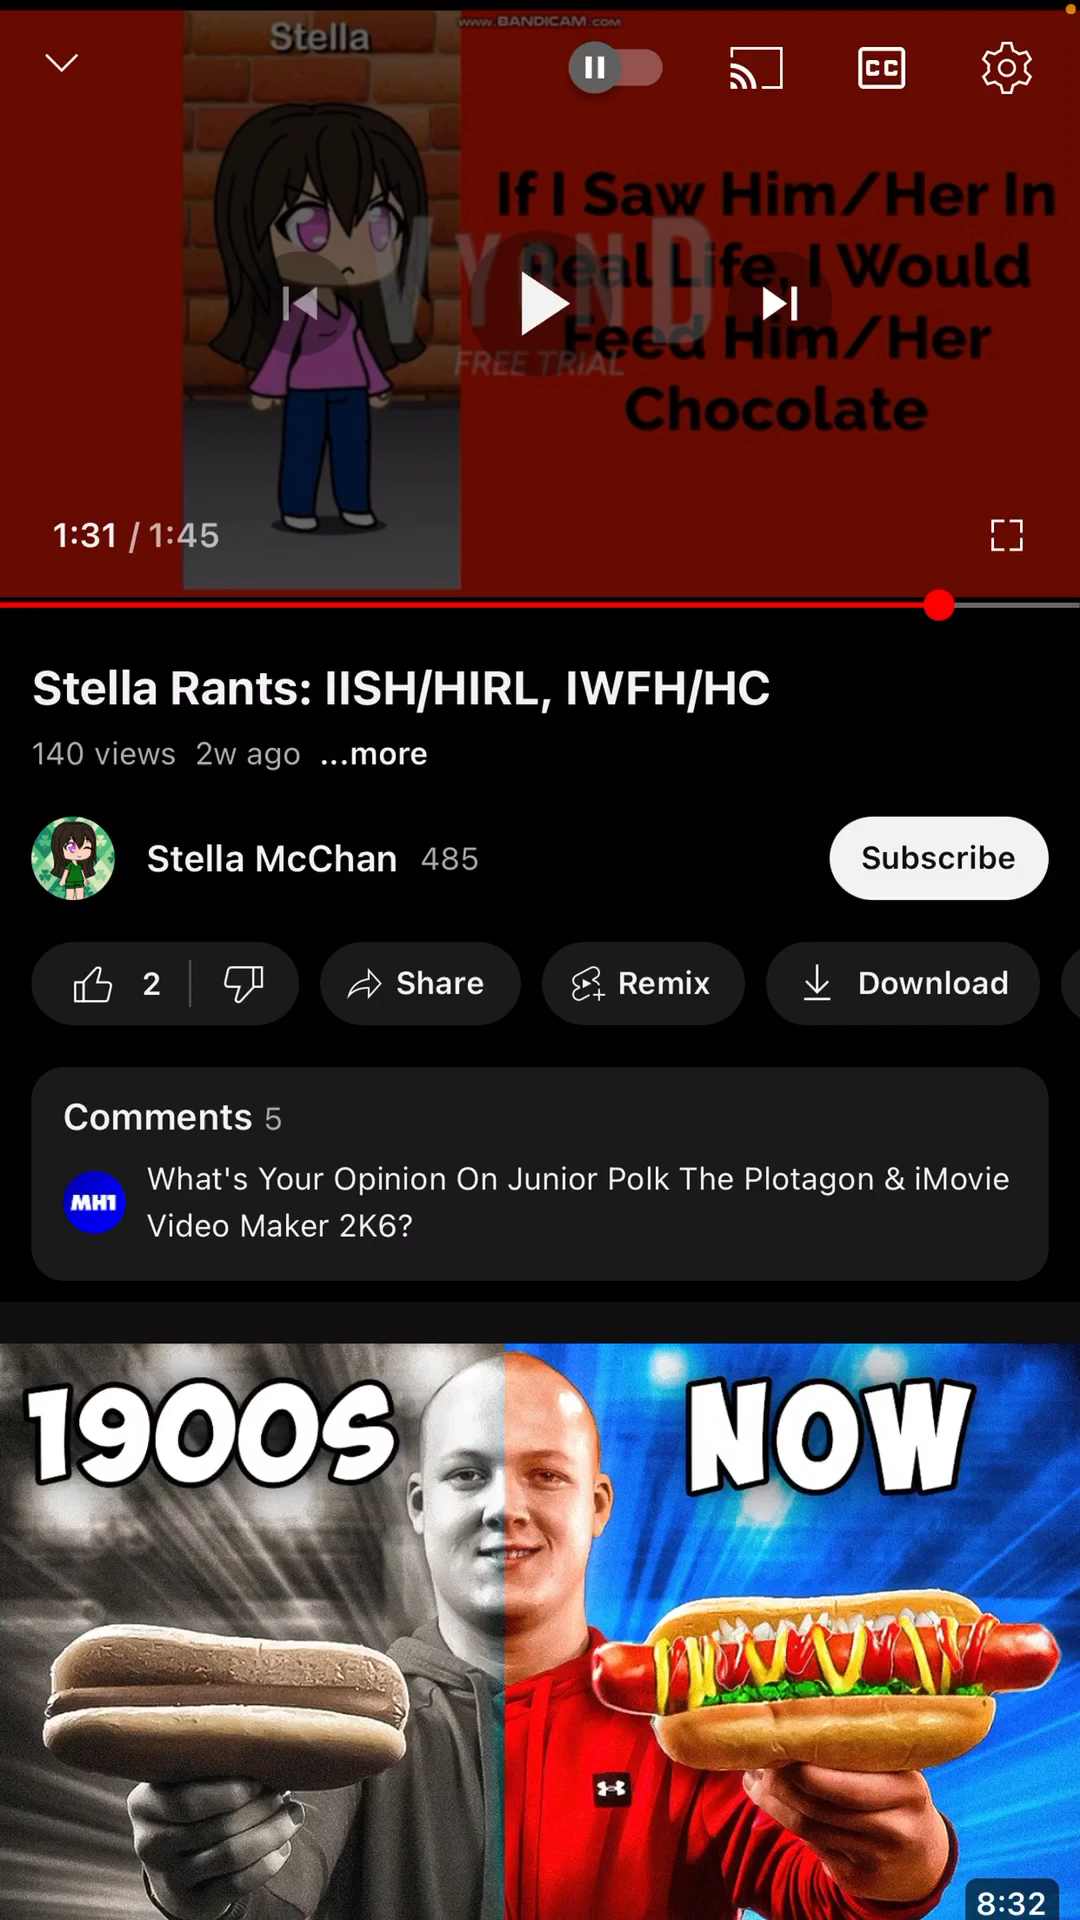 Stella
www.BANDICAM.com
CC
If I Saw Him/Her In
Real Life, I Would
Feed Him/Her
Chocolate
VYOND
FREE TRIAL
1:31 / 1:45
Stella Rants: IISH/HIRL, IWFH/HC
140 views 2w ago ...more
Stella McChan 485
Subscribe
2
Share
Remix
Download
Comments 5
MH1
What's Your Opinion On Junior Polk The Plotagon & iMovie
Video Maker 2K6?
1900s
NOW
8:32